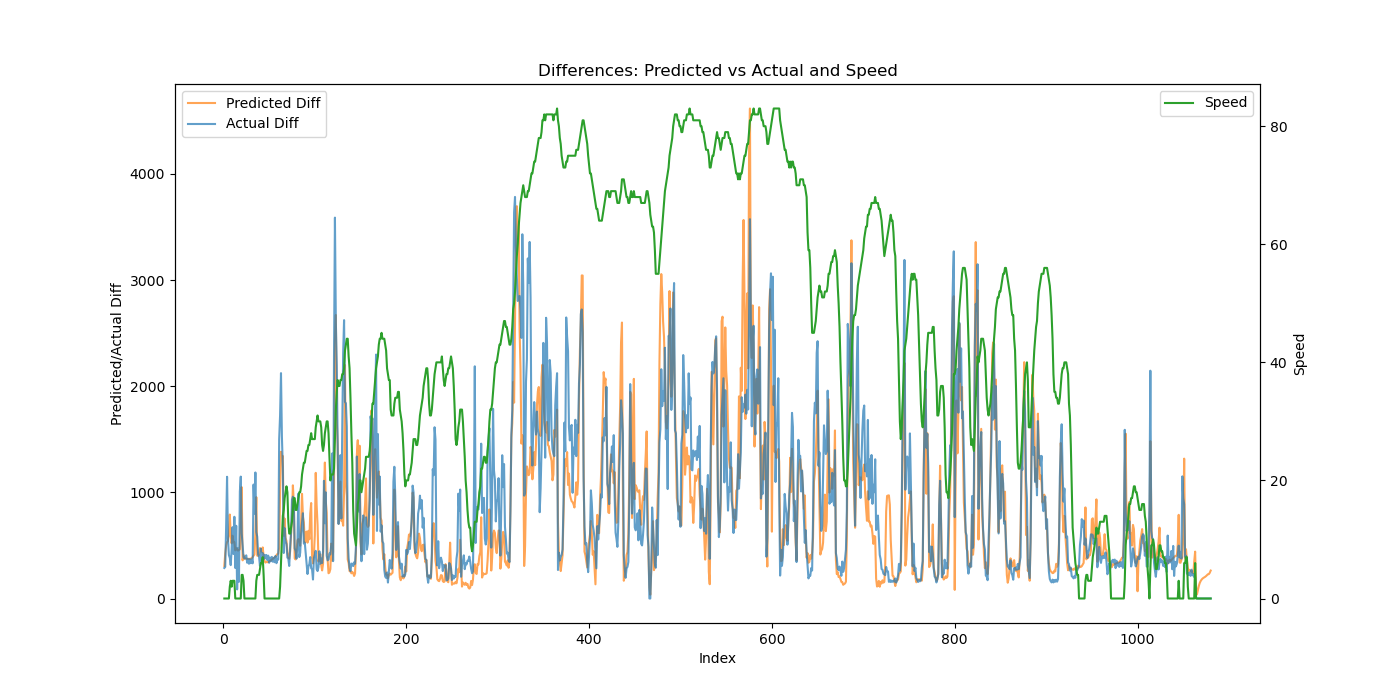 Differences: Predicted vs Actual and Speed
Predicted Diff
Actual Diff
Speed
4000
3000
2000
1000
0
Predicted/Actual Diff
80
60
40
20
0
Speed
0 200 400 600 800 1000
Index